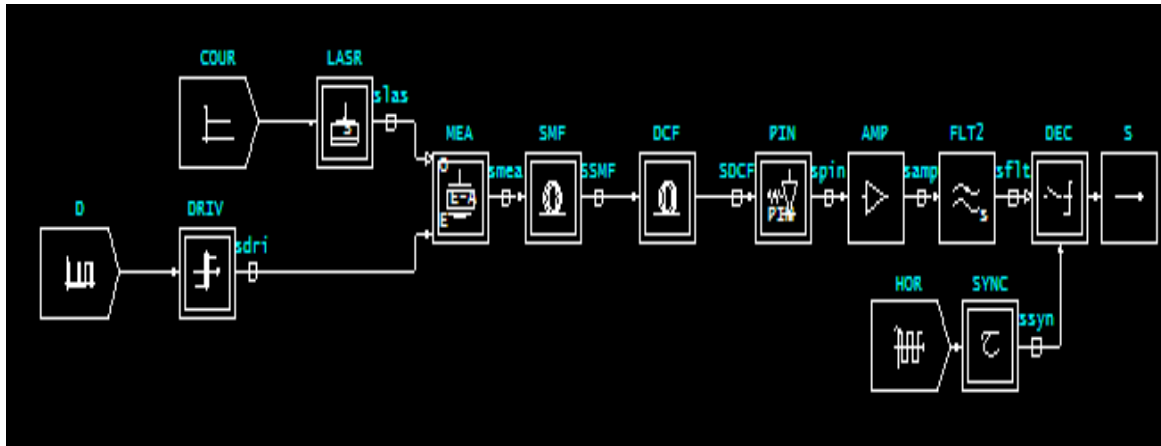 COUR LASR
slas
MEA SMF DCF PIN AMP FLT2 DEC S
O
smea SSMF SDCF spin samp sflt
E-A
E
PIN
s
s
D DRIV
sdri
HOR SYNC
ssyn